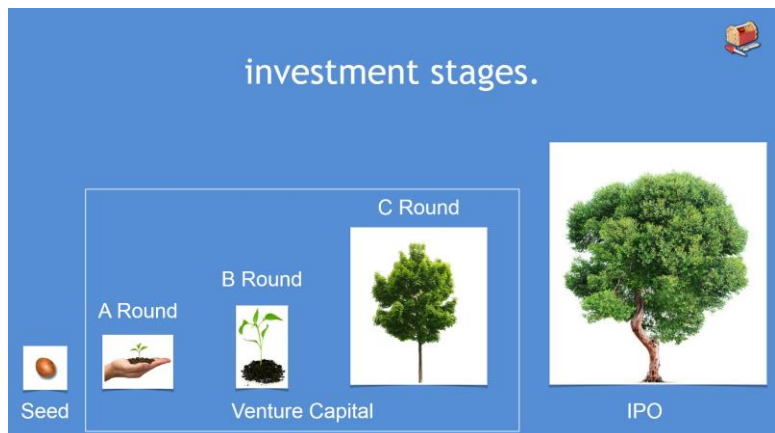 investment stages.
C Round
B Round
A Round
Seed
Venture Capital
IPO